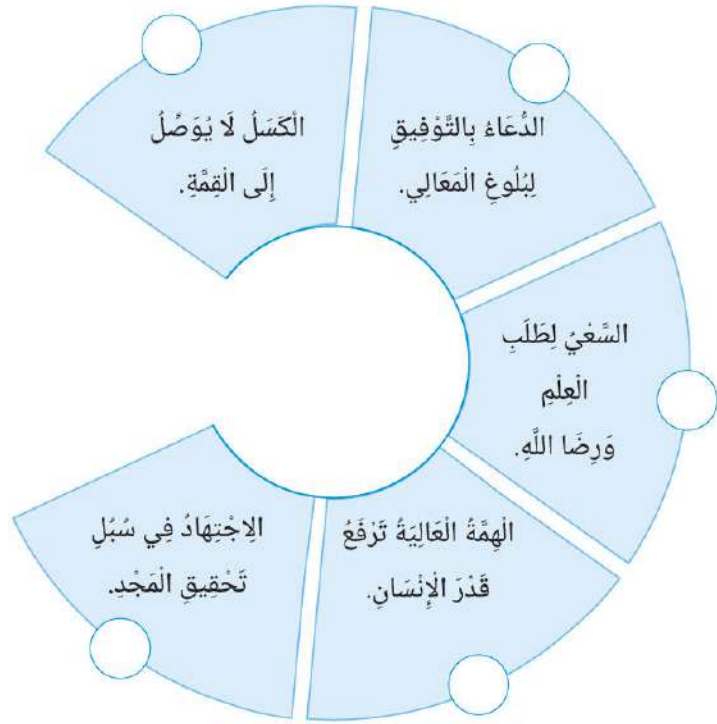 الدُّعَاءُ بِالتَّوْفِيقِ
لِبُلُوغِ الْمَعَالِي.
السَّعْيُ لِطَلَبِ
الْعِلْمِ
وَرِضَا اللَّهِ.
الْهِمَّةُ الْعَالِيَةُ تَرْفَعُ
قَدْرَ الْإِنْسَانِ.
الِاجْتِهَادُ فِي سُبُلِ
تَحْقِيقِ الْمَجْدِ.
الْكَسَلُ لَا يُوَصِّلُ
إِلَى الْقِمَّةِ.